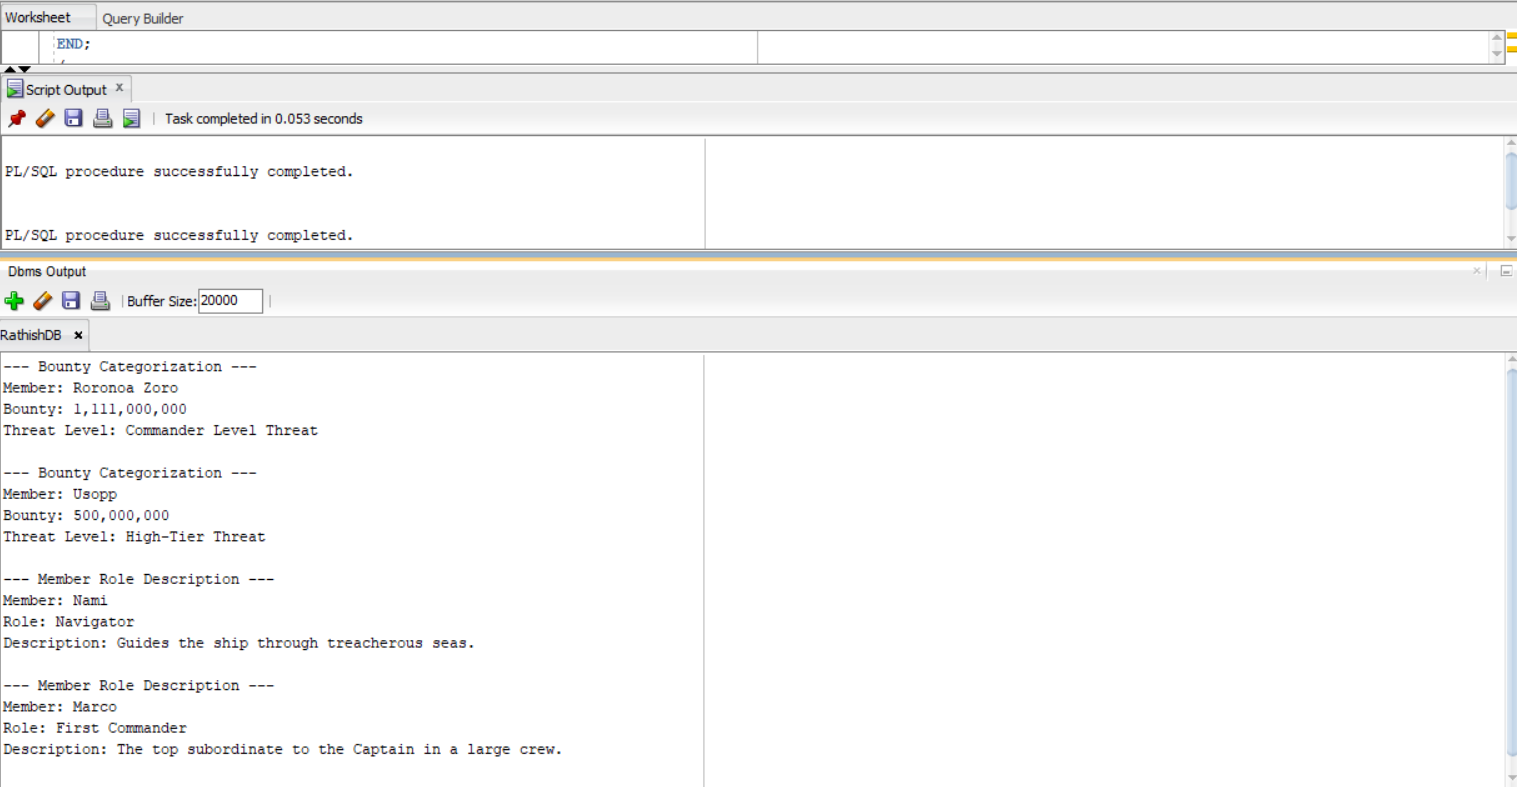 Worksheet Query Builder
END;
Script Output x
Task completed in 0.053 seconds
PL/SQL procedure successfully completed.
PL/SQL procedure successfully completed.
Dbms Output
Buffer Size: 20000
RathishDB x
--- Bounty Categorization ---
Member: Roronoa Zoro
Bounty: 1,111,000,000
Threat Level: Commander Level Threat
--- Bounty Categorization ---
Member: Usopp
Bounty: 500,000,000
Threat Level: High-Tier Threat
--- Member Role Description ---
Member: Nami
Role: Navigator
Description: Guides the ship through treacherous seas.
--- Member Role Description ---
Member: Marco
Role: First Commander
Description: The top subordinate to the Captain in a large crew.